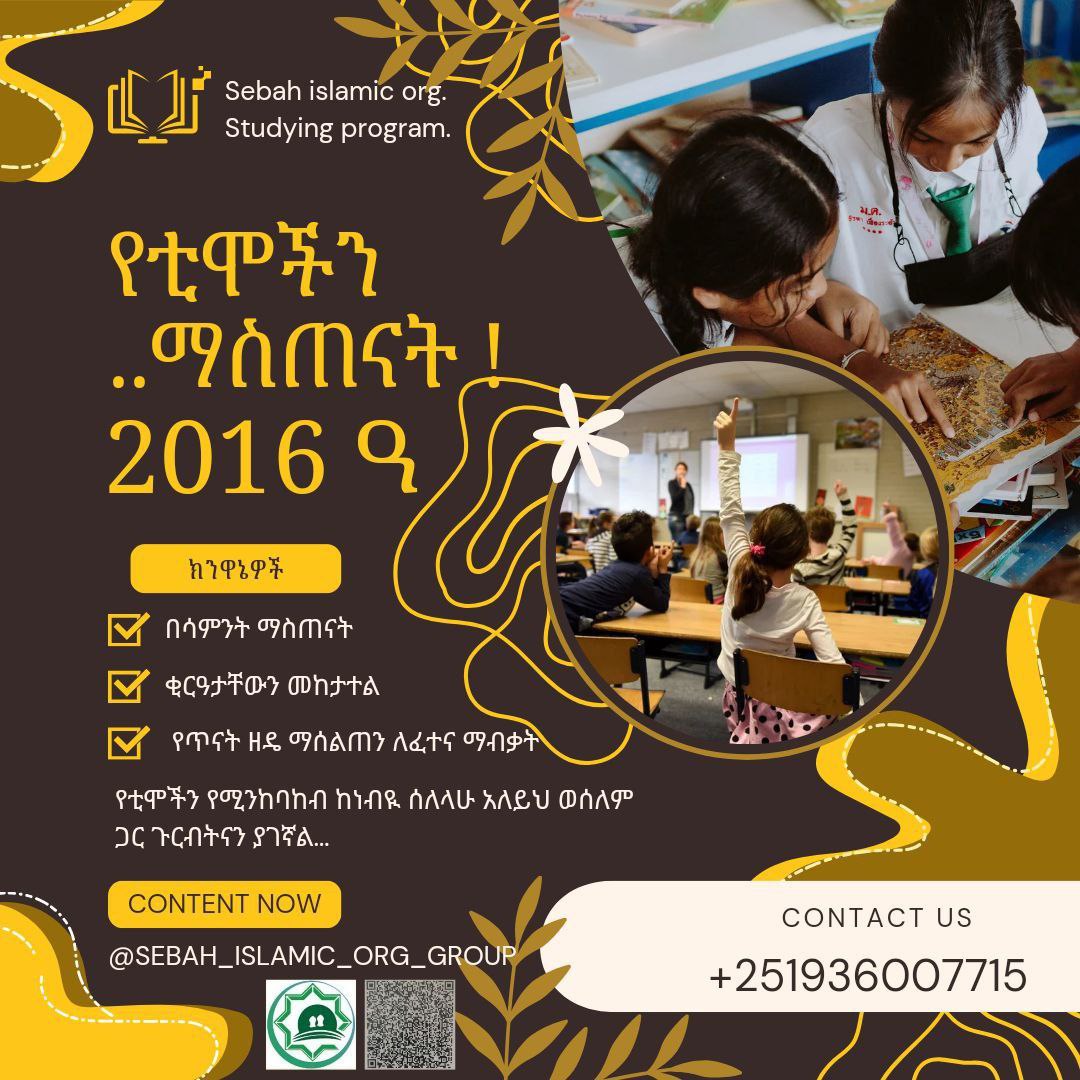 Sebah islamic org.
Studying program.
የቲሞችን
..ማስጠናት !
2016 ዓ
ክንዋኔዎች
በሳምንት ማስጠናት
ቂርዓታቸውን መከታተል
የጥናት ዘዴ ማሰልጠን ለፈተና ማብቃት
የቲሞችን የሚንከባከብ ከነብዪ ሰለላሁ አለይህ ወሰለም
ጋር ጉርብትናን ያገኛል...
CONTENT NOW
@SEBAH_ISLAMIC_ORG_GROUP
CONTACT US
+251936007715